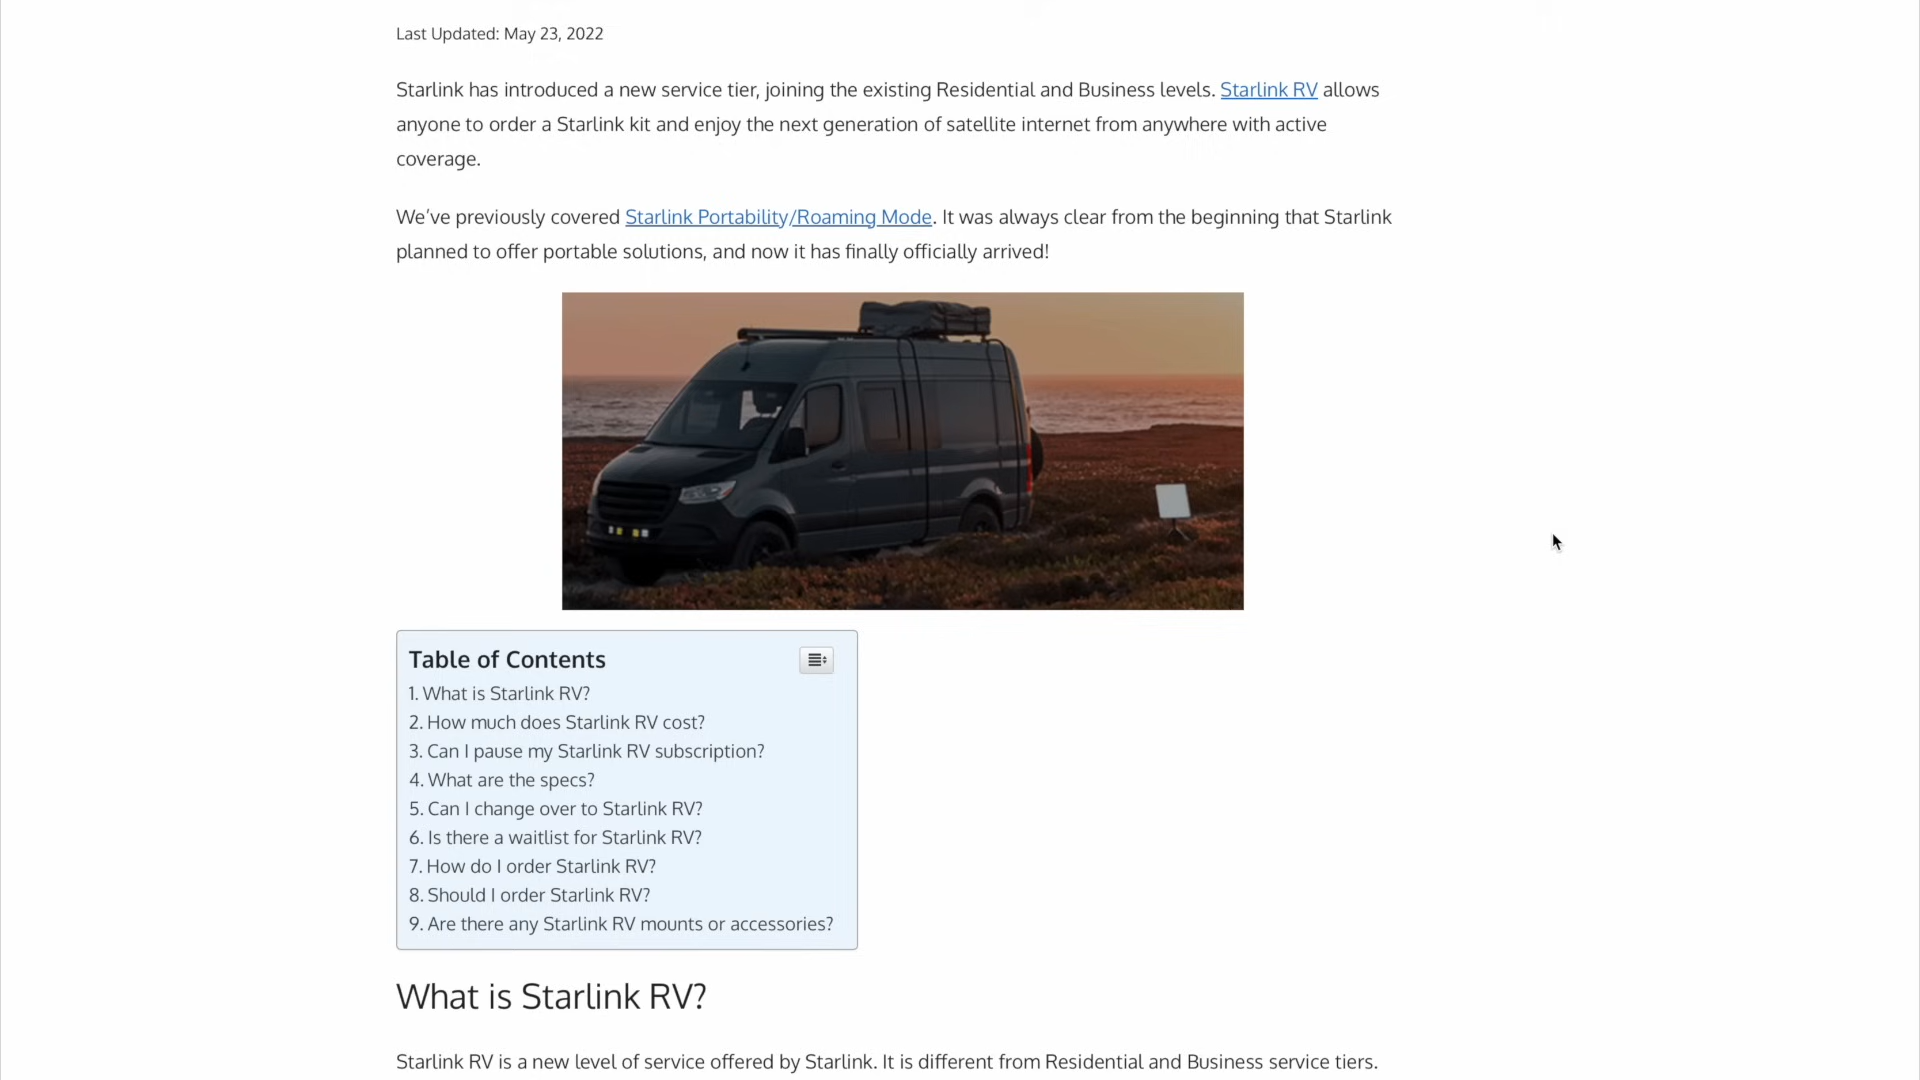 Last Updated: May 23, 2022
Starlink has introduced a new service tier, joining the existing Residential and Business levels. Starlink RV allows
anyone to order a Starlink kit and enjoy the next generation of satellite internet from anywhere with active
coverage.
We’ve previously covered Starlink Portability/Roaming Mode. It was always clear from the beginning that Starlink
planned to offer portable solutions, and now it has finally officially arrived!
Table of Contents
1. What is Starlink RV?
2. How much does Starlink RV cost?
3. Can I pause my Starlink RV subscription?
4. What are the specs?
5. Can I change over to Starlink RV?
6. Is there a waitlist for Starlink RV?
7. How do I order Starlink RV?
8. Should I order Starlink RV?
9. Are there any Starlink RV mounts or accessories?
What is Starlink RV?
Starlink RV is a new level of service offered by Starlink. It is different from Residential and Business service tiers.